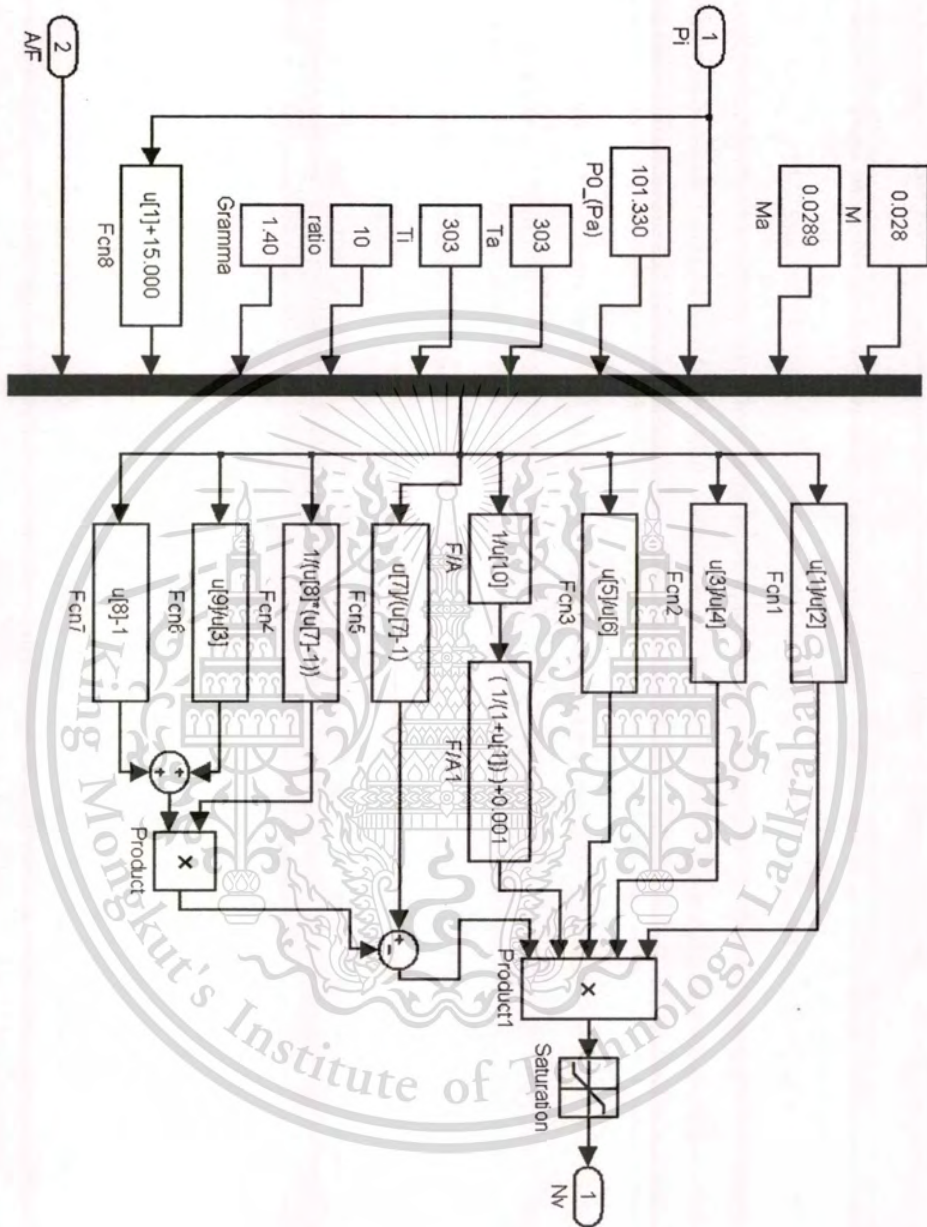 0.028
M
0.0289
Ma
1
Pi
101.330
P0_(Pa)
303
Ta
303
Ti
10
ratio
1.40
Gramma
u[1]+15.000
Fcn8
2
A/F
u[1]/u[2]
Fcn1
u[3]/u[4]
Fcn2
u[5]/u[6]
Fcn3
1/u[10]
F/A
( 1/(1+u[1]) )+0.001
F/A1
u[7]/(u[7]-1)
Fcn5
1/(u[8]*(u[7]-1))
Fcn4
u[9]/u[3]
Fcn6
u[8]-1
Fcn7
+
+
×
Product
+
-
×
Product1
Saturation
1
Nv
King Mongkut's Institute of Technology Ladkrabang